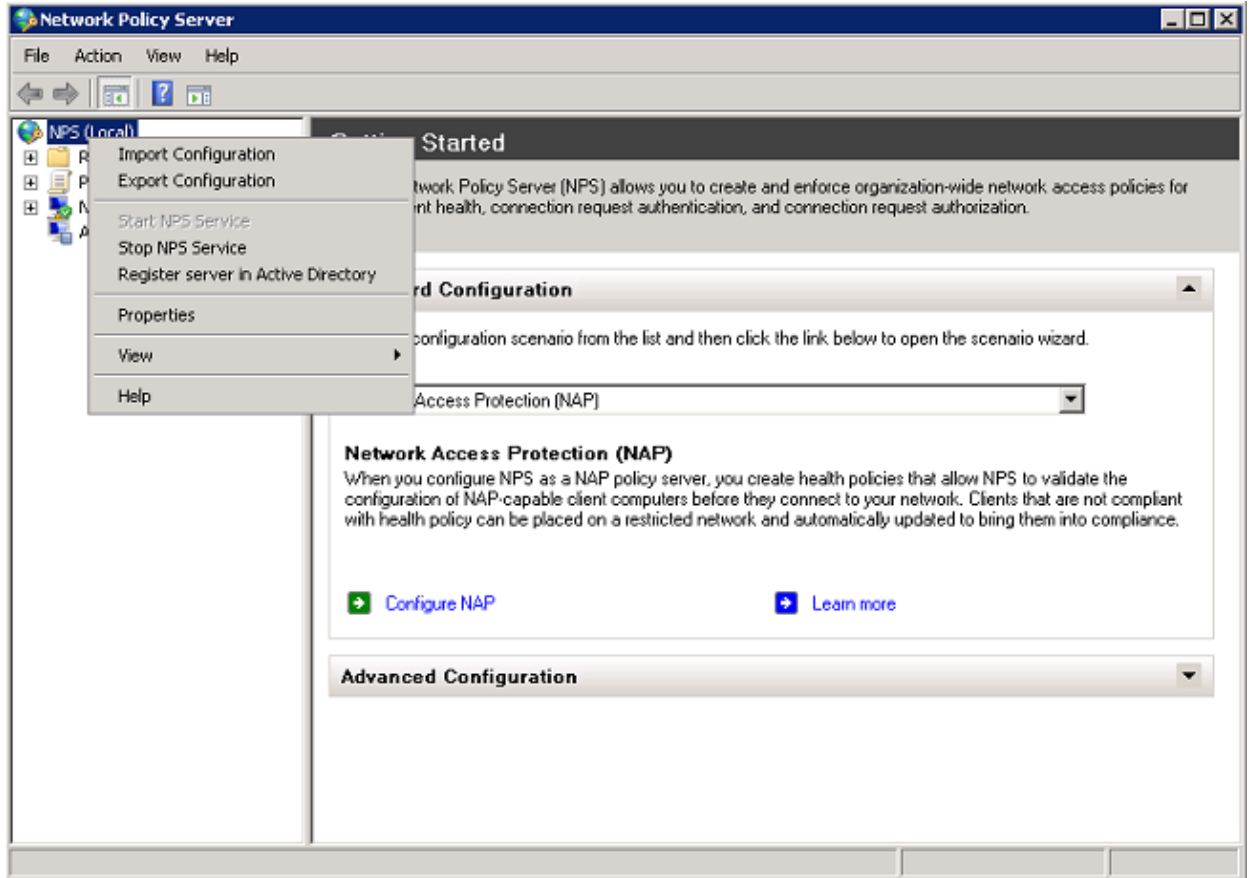 Network Policy Server
File Action View Help
NPS (Local)
Import Configuration
Export Configuration
Start NPS Service
Stop NPS Service
Register server in Active Directory
Properties
View
Help
Started
twork Policy Server (NPS) allows you to create and enforce organization-wide network access policies for
nt health, connection request authentication, and connection request authorization.
rd Configuration
configuration scenario from the list and then click the link below to open the scenario wizard.
Access Protection (NAP)
Network Access Protection (NAP)
When you configure NPS as a NAP policy server, you create health policies that allow NPS to validate the
configuration of NAP-capable client computers before they connect to your network. Clients that are not compliant
with health policy can be placed on a restricted network and automatically updated to bring them into compliance.
Configure NAP Learn more
Advanced Configuration